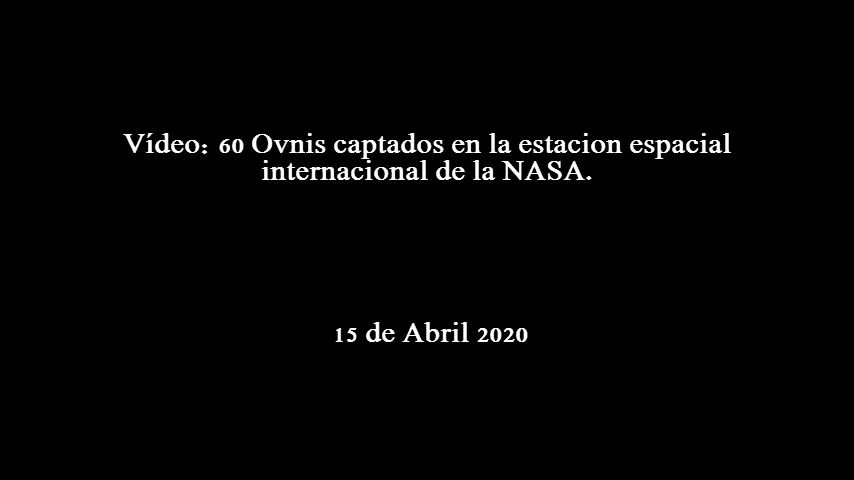 Vídeo: 60 Ovnis captados en la estacion espacial
internacional de la NASA.
15 de Abril 2020